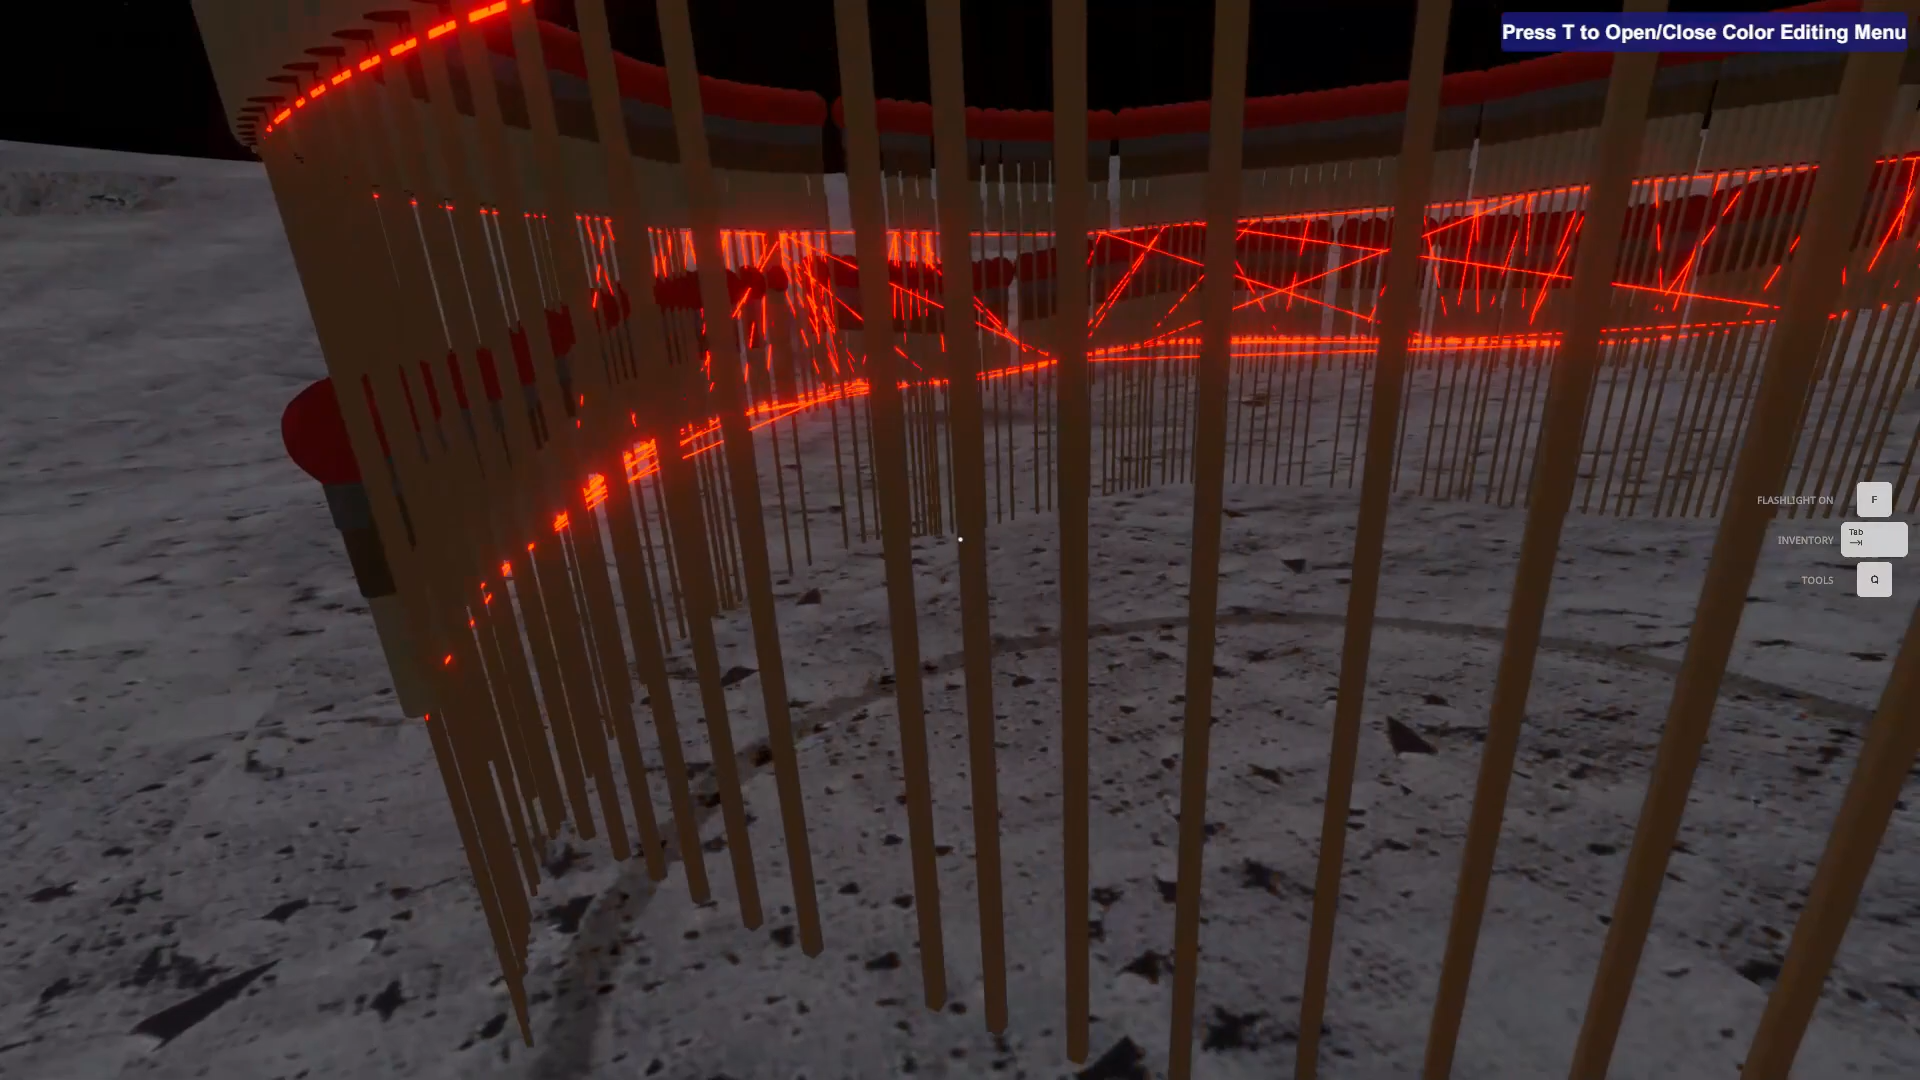 Press T to Open/Close Color Editing Menu
FLASHLIGHT ON F
INVENTORY Tab
TOOLS Q